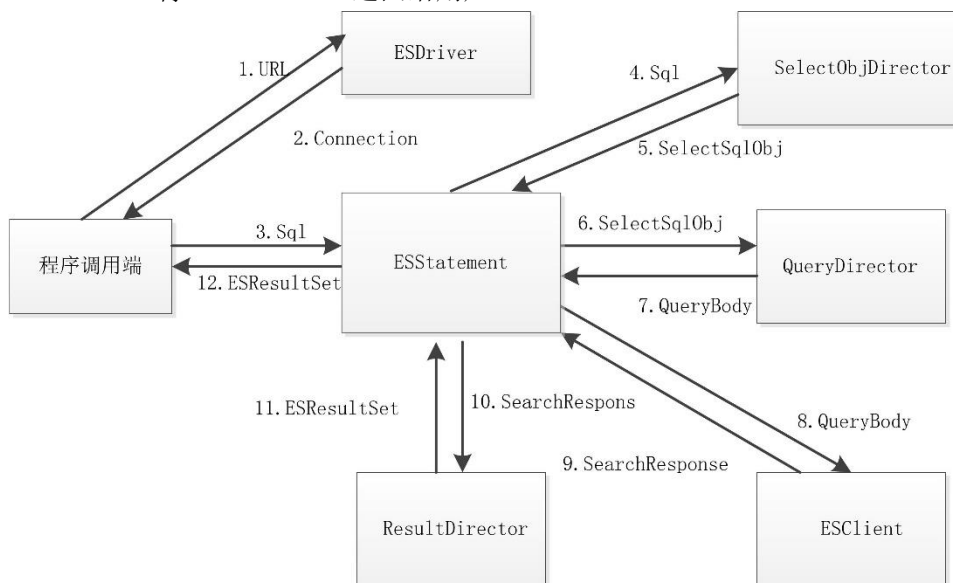 ESDriver
SelectObjDirector
1.URL
4.Sql
2.Connection
5.SelectSqlObj
3.Sql
6.SelectSqlObj
程序调用端
ESStatement
QueryDirector
12.ESResultSet
7.QueryBody
11.ESResultSet
10.SearchRespons
8.QueryBody
9.SearchResponse
ResultDirector
ESClient